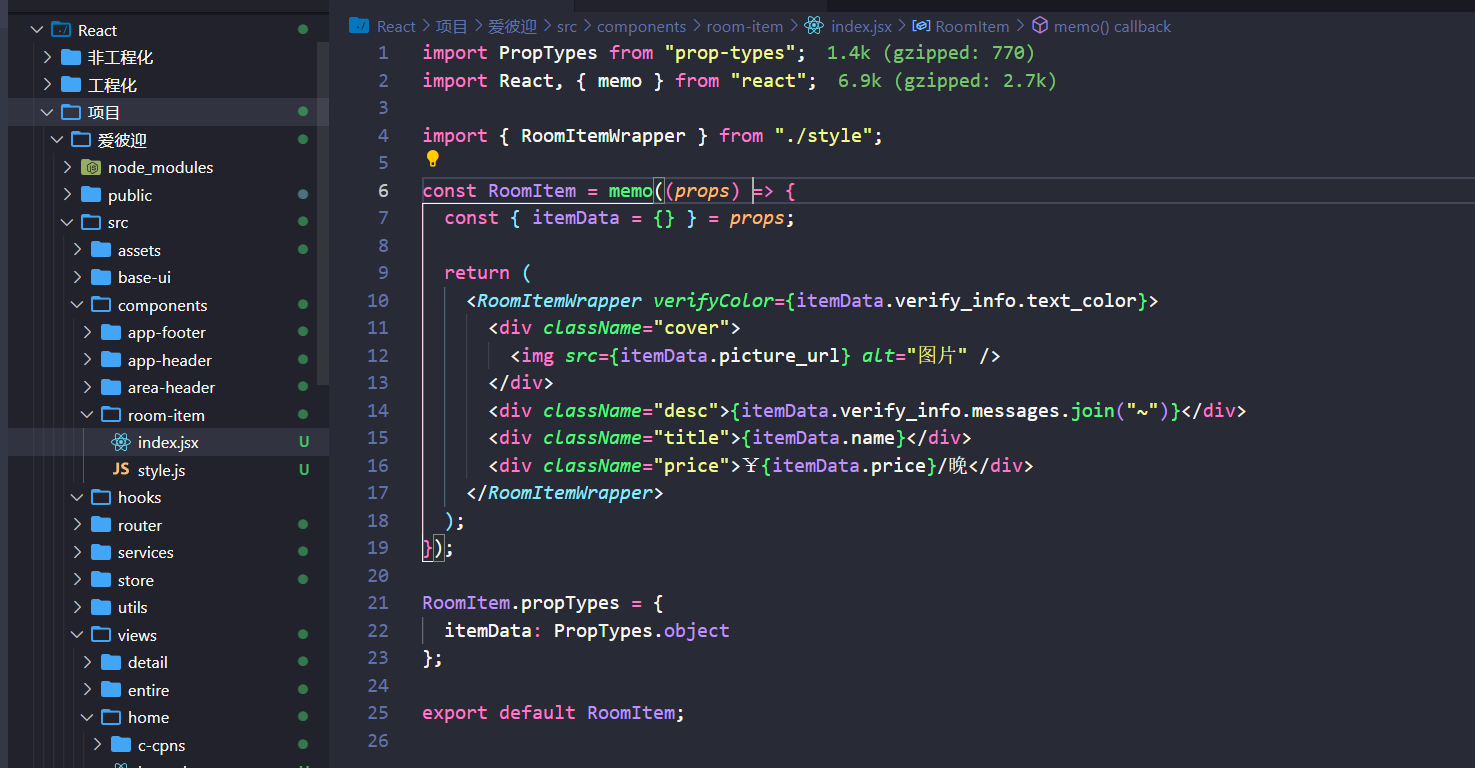 React
非工程化
工程化
项目
爱彼迎
node_modules
public
src
assets
base-ui
components
app-footer
app-header
area-header
room-item
index.jsx U
JS style.js U
hooks
router
services
store
utils
views
detail
entire
home
c-cpns
React > 项目 > 爱彼迎 > src > components > room-item > index.jsx > RoomItem > memo() callback
1 import PropTypes from "prop-types"; 1.4k (gzipped: 770)
2 import React, { memo } from "react"; 6.9k (gzipped: 2.7k)
3
4 import { RoomItemWrapper } from "./style";
5
6 const RoomItem = memo((props) => {
7   const { itemData = {} } = props;
8
9   return (
10     <RoomItemWrapper verifyColor={itemData.verify_info.text_color}>
11       <div className="cover">
12         <img src={itemData.picture_url} alt="图片" />
13       </div>
14       <div className="desc">{itemData.verify_info.messages.join("~")}</div>
15       <div className="title">{itemData.name}</div>
16       <div className="price">¥{itemData.price}/晚</div>
17     </RoomItemWrapper>
18   );
19 });
20
21 RoomItem.propTypes = {
22   itemData: PropTypes.object
23 };
24
25 export default RoomItem;
26